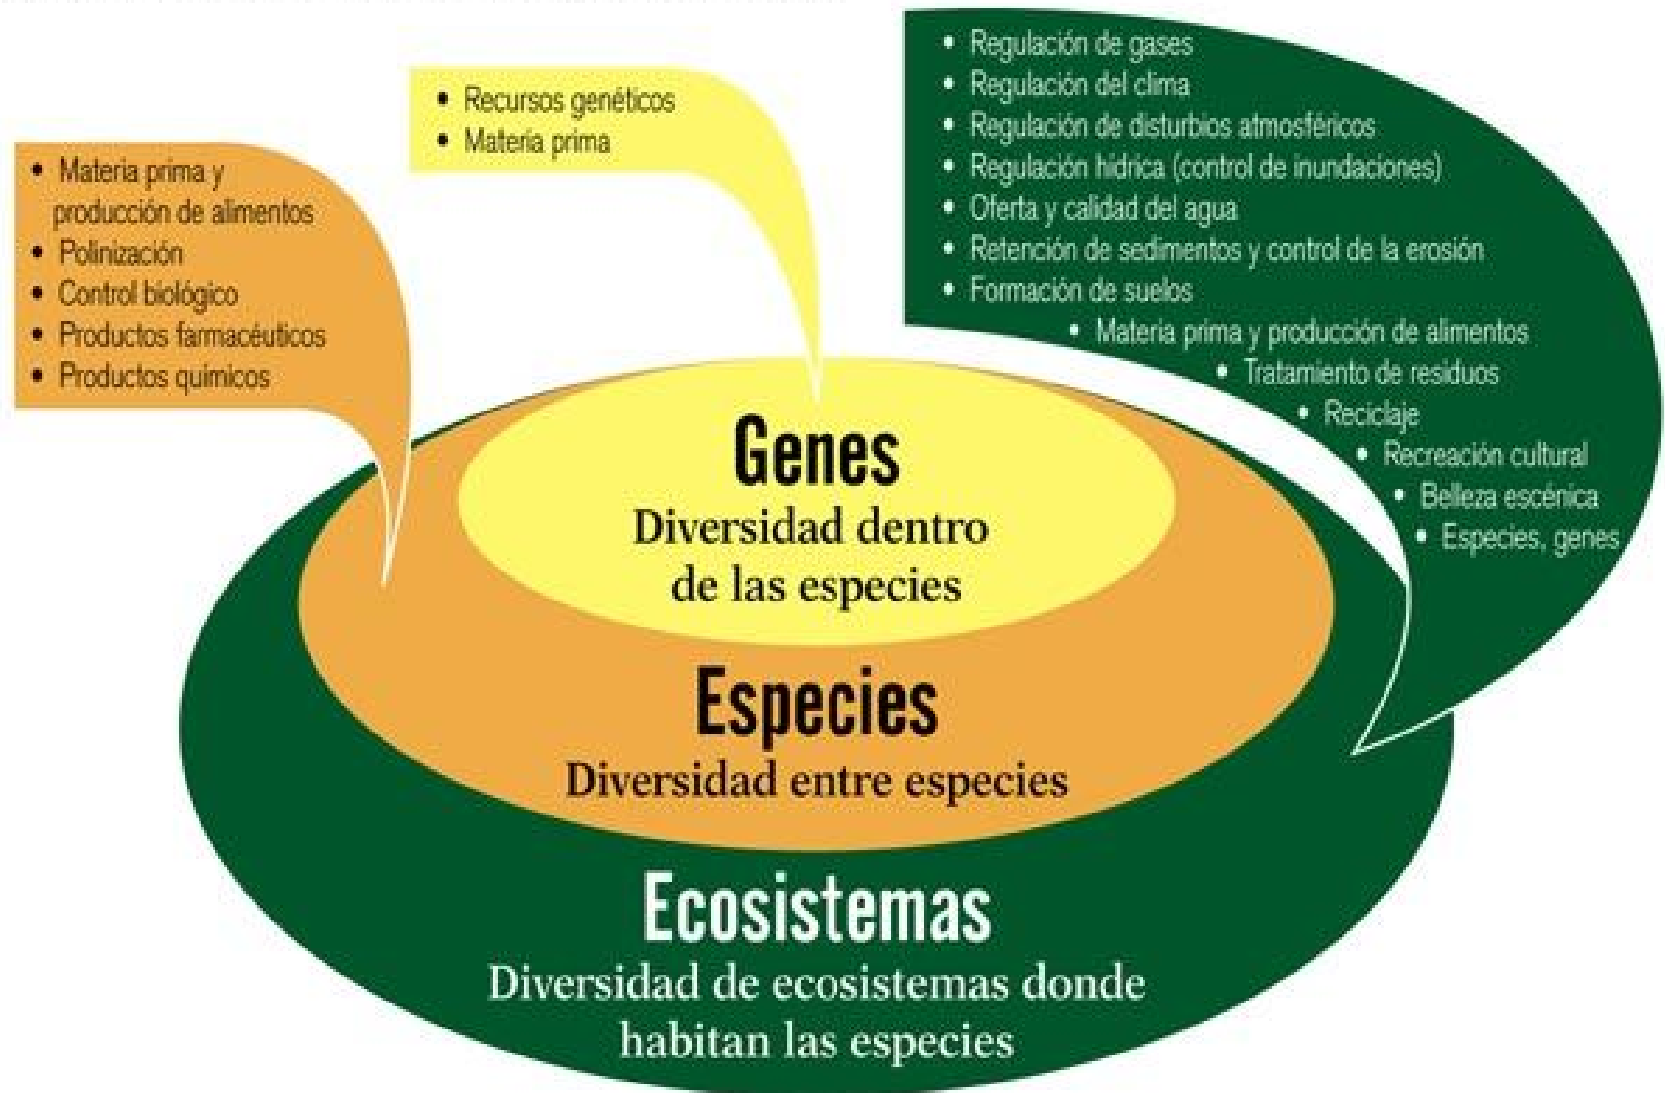 • Recursos genéticos
• Materia prima
• Materia prima y
producción de alimentos
• Polinización
• Control biológico
• Productos farmacéuticos
• Productos químicos
• Regulación de gases
• Regulación del clima
• Regulación de disturbios atmosféricos
• Regulación hídrica (control de inundaciones)
• Oferta y calidad del agua
• Retención de sedimentos y control de la erosión
• Formación de suelos
• Materia prima y producción de alimentos
• Tratamiento de residuos
• Reciclaje
• Recreación cultural
• Belleza escénica
• Especies, genes
Genes
Diversidad dentro
de las especies
Especies
Diversidad entre especies
Ecosistemas
Diversidad de ecosistemas donde
habitan las especies